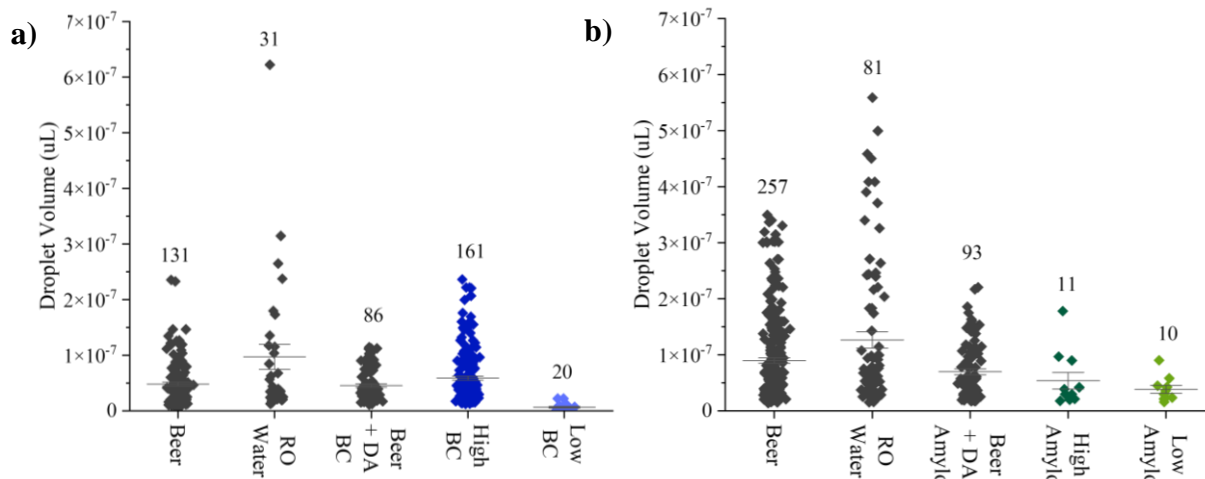 a)
Droplet Volume (uL)
7×10⁻⁷
6×10⁻⁷
5×10⁻⁷
4×10⁻⁷
3×10⁻⁷
2×10⁻⁷
1×10⁻⁷
0
131
31
86
161
20
Beer
RO
Water
Beer
+ DA
BC
High
BC
Low
BC
b)
Droplet Volume (uL)
7×10⁻⁷
6×10⁻⁷
5×10⁻⁷
4×10⁻⁷
3×10⁻⁷
2×10⁻⁷
1×10⁻⁷
0
257
81
93
11
10
Beer
RO
Water
Beer
+ DA
Amylo
High
Amylo
Low
Amylo